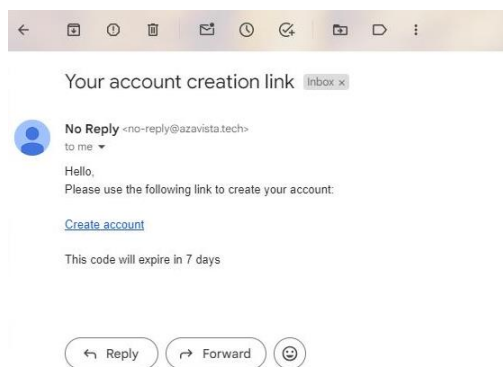 Your account creation link Inbox ×
No Reply <no-reply@azavista.tech>
to me
Hello,
Please use the following link to create your account:
Create account
This code will expire in 7 days
Reply Forward